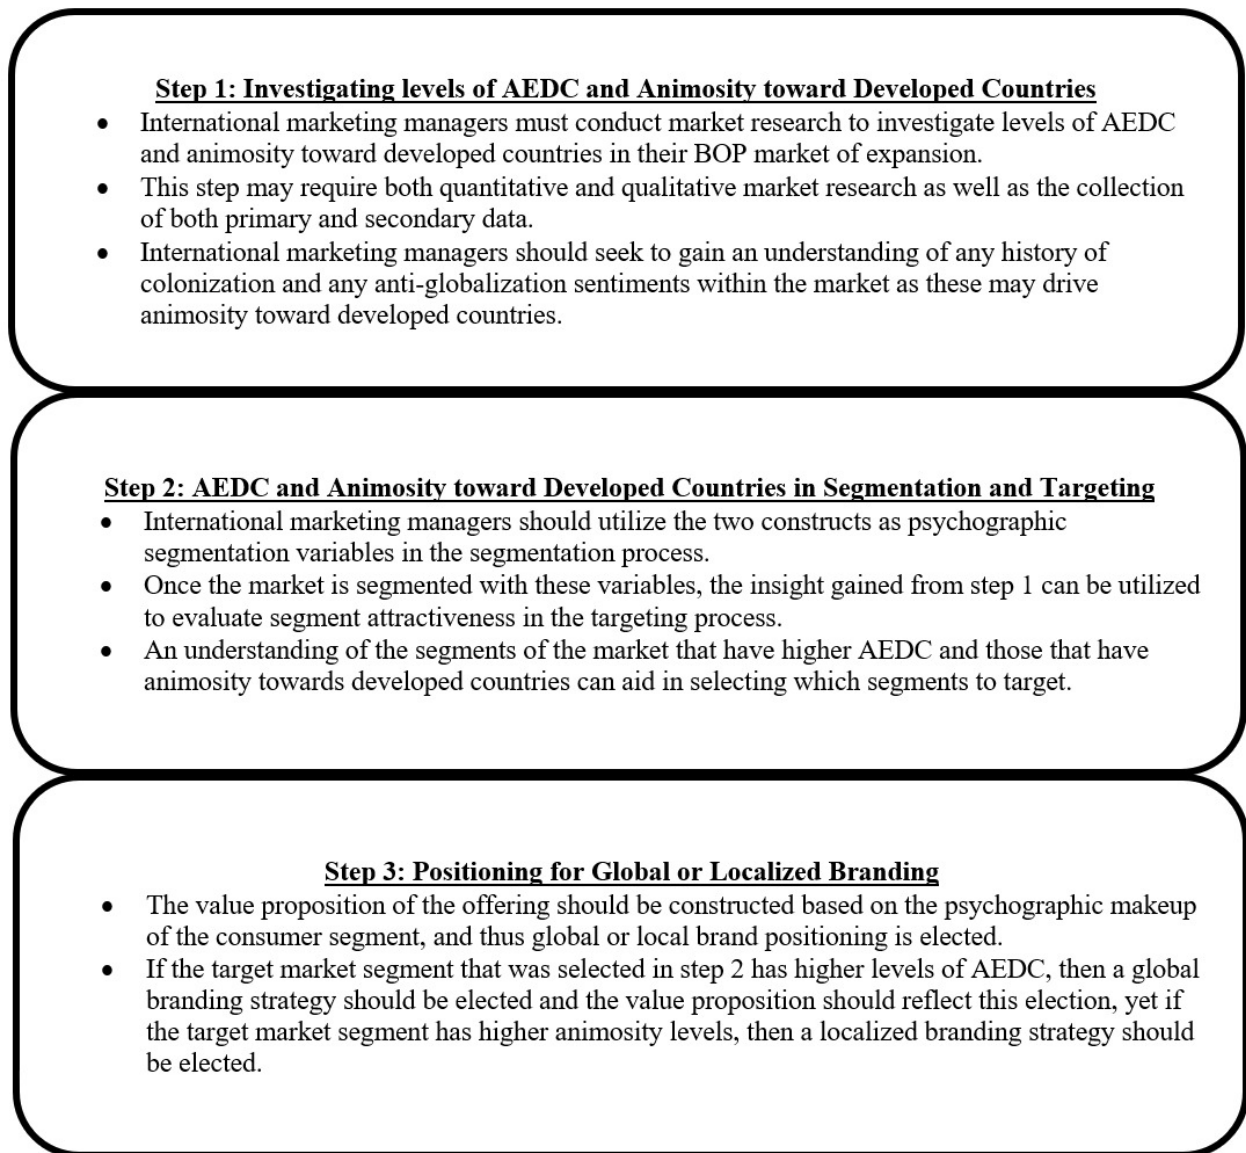 Step 1: Investigating levels of AEDC and Animosity toward Developed Countries
• International marketing managers must conduct market research to investigate levels of AEDC
and animosity toward developed countries in their BOP market of expansion.
• This step may require both quantitative and qualitative market research as well as the collection
of both primary and secondary data.
• International marketing managers should seek to gain an understanding of any history of
colonization and any anti-globalization sentiments within the market as these may drive
animosity toward developed countries.
Step 2: AEDC and Animosity toward Developed Countries in Segmentation and Targeting
• International marketing managers should utilize the two constructs as psychographic
segmentation variables in the segmentation process.
• Once the market is segmented with these variables, the insight gained from step 1 can be utilized
to evaluate segment attractiveness in the targeting process.
• An understanding of the segments of the market that have higher AEDC and those that have
animosity towards developed countries can aid in selecting which segments to target.
Step 3: Positioning for Global or Localized Branding
• The value proposition of the offering should be constructed based on the psychographic makeup
of the consumer segment, and thus global or local brand positioning is elected.
• If the target market segment that was selected in step 2 has higher levels of AEDC, then a global
branding strategy should be elected and the value proposition should reflect this election, yet if
the target market segment has higher animosity levels, then a localized branding strategy should
be elected.